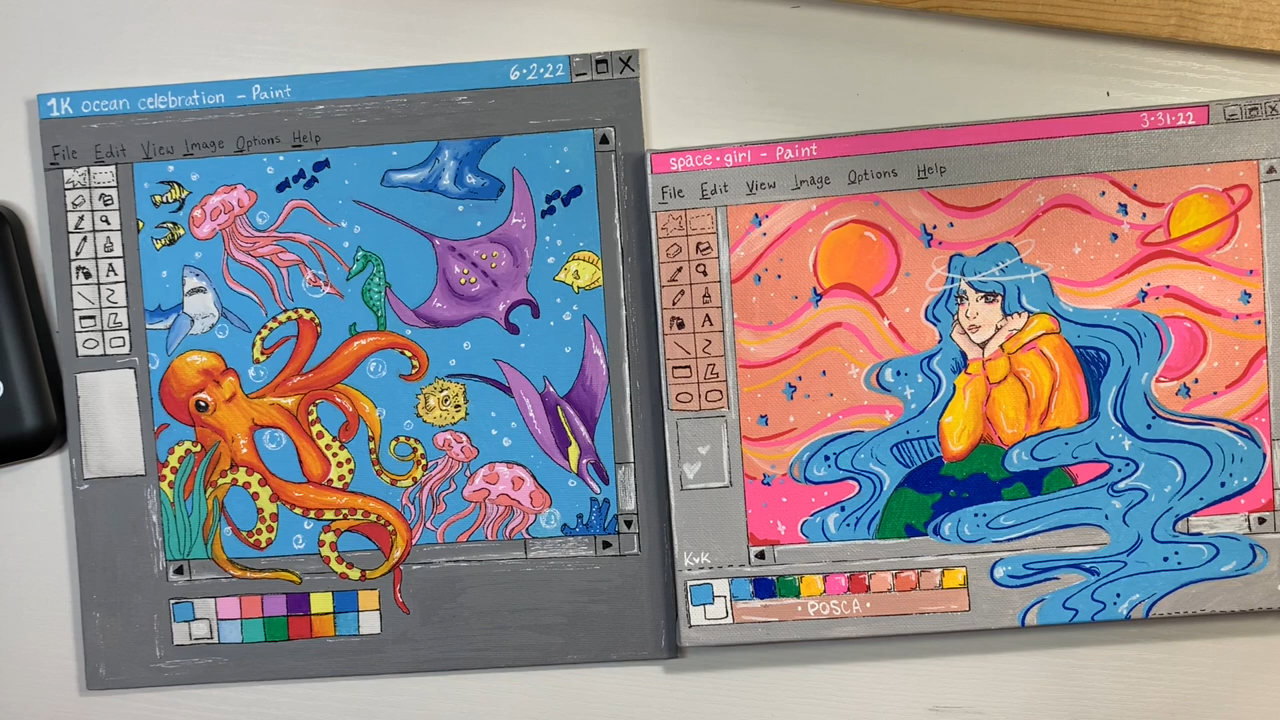 1K ocean celebration - Paint
6·2·22
File Edit View Image Options Help
A
space·girl - Paint
3·31·22
File Edit View Image Options Help
A
KvK
·POSCA·